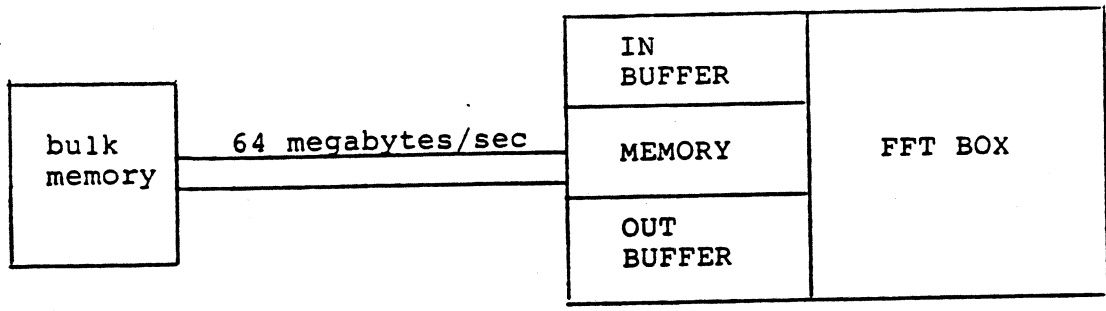 bulk
memory
64 megabytes/sec
IN
BUFFER
MEMORY
OUT
BUFFER
FFT BOX